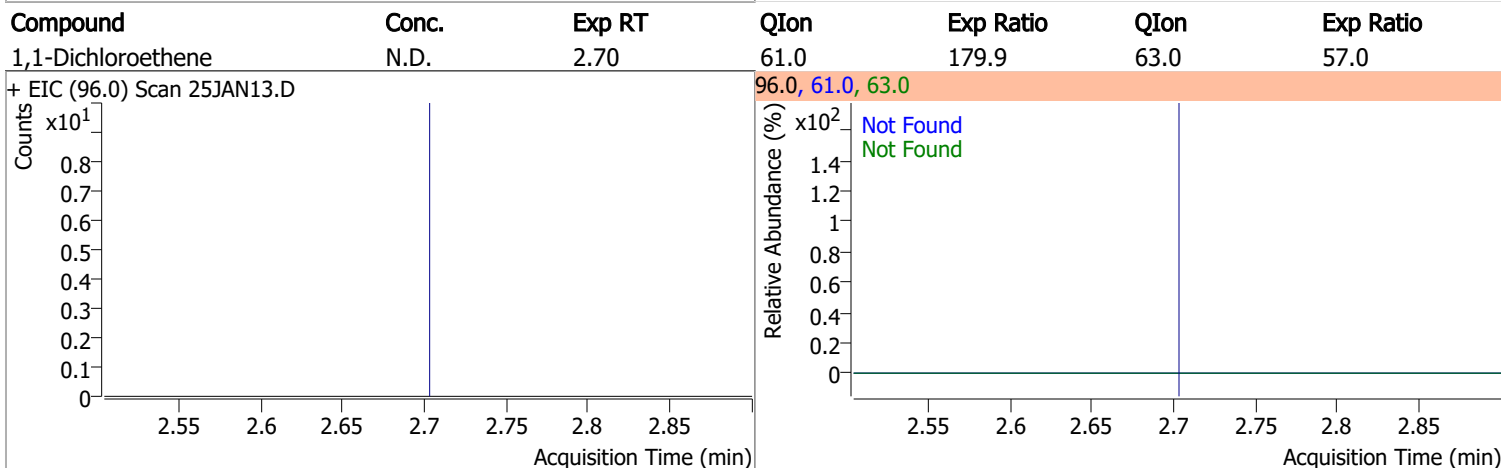 Compound Conc. Exp RT QIon Exp Ratio QIon Exp Ratio
1,1-Dichloroethene N.D. 2.70 61.0 179.9 63.0 57.0
+ EIC (96.0) Scan 25JAN13.D
Counts
x10¹
0.8
0.7
0.6
0.5
0.4
0.3
0.2
0.1
0
2.55 2.6 2.65 2.7 2.75 2.8 2.85
Acquisition Time (min)
96.0, 61.0, 63.0
Relative Abundance (%)
x10²
Not Found
Not Found
1.4
1.2
1
0.8
0.6
0.4
0.2
0
2.55 2.6 2.65 2.7 2.75 2.8 2.85
Acquisition Time (min)